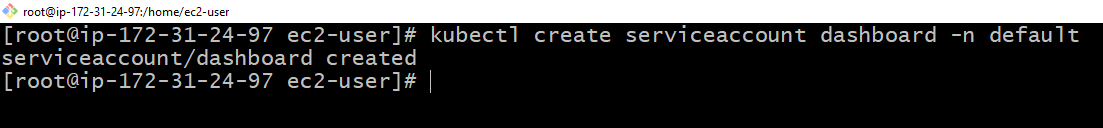 root@ip-172-31-24-97:/home/ec2-user
[root@ip-172-31-24-97 ec2-user]# kubectl create serviceaccount dashboard -n default
serviceaccount/dashboard created
[root@ip-172-31-24-97 ec2-user]#